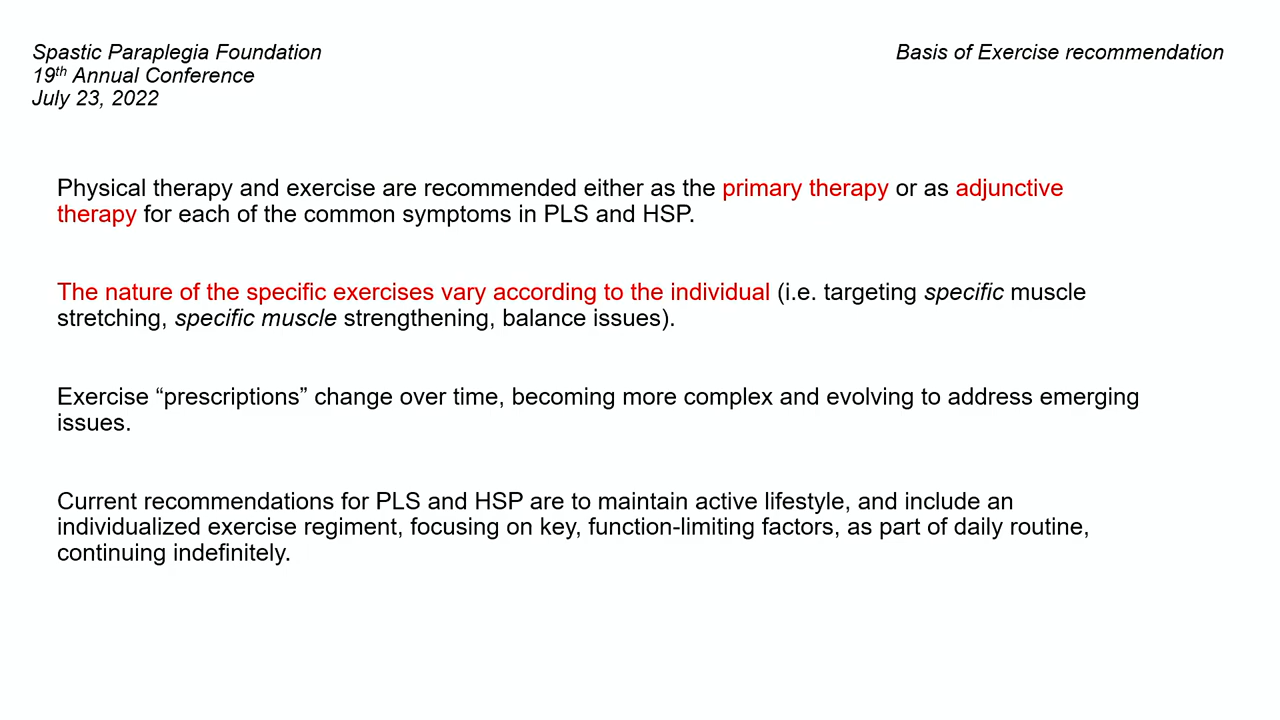 Spastic Paraplegia Foundation
19th Annual Conference
July 23, 2022
Basis of Exercise recommendation
Physical therapy and exercise are recommended either as the primary therapy or as adjunctive
therapy for each of the common symptoms in PLS and HSP.
The nature of the specific exercises vary according to the individual (i.e. targeting specific muscle
stretching, specific muscle strengthening, balance issues).
Exercise “prescriptions” change over time, becoming more complex and evolving to address emerging
issues.
Current recommendations for PLS and HSP are to maintain active lifestyle, and include an
individualized exercise regiment, focusing on key, function-limiting factors, as part of daily routine,
continuing indefinitely.